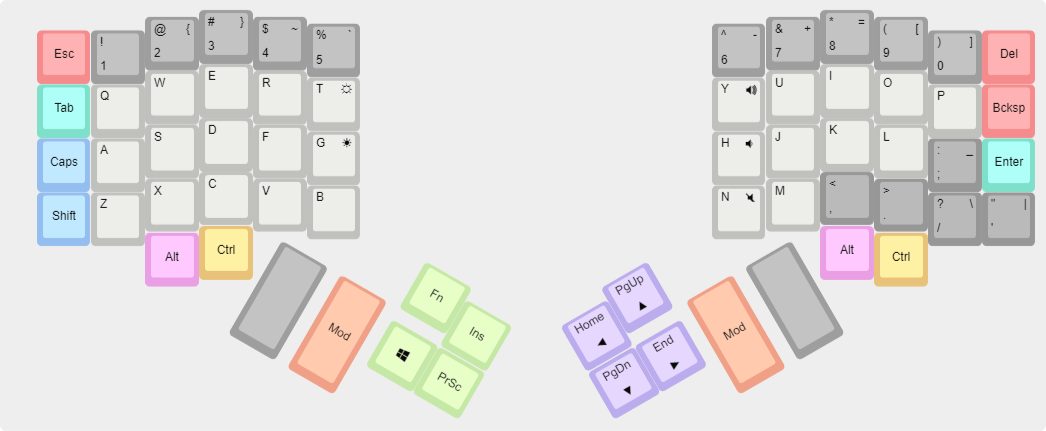 Esc
! 1
@ { 2
# } 3
$ ~ 4
% ` 5
Tab
Q
W
E
R
T
Caps
A
S
D
F
G
Shift
Z
X
C
V
B
Alt
Ctrl
Mod
Fn
Ins
PrSc
^ - 6
& + 7
* = 8
( [ 9
) ] 0
Del
Y
U
I
O
P
Bcksp
H
J
K
L
: _ ;
Enter
N
M
< ,
> .
? \ /
" | '
Alt
Ctrl
PgUp
Home
End
PgDn
Mod